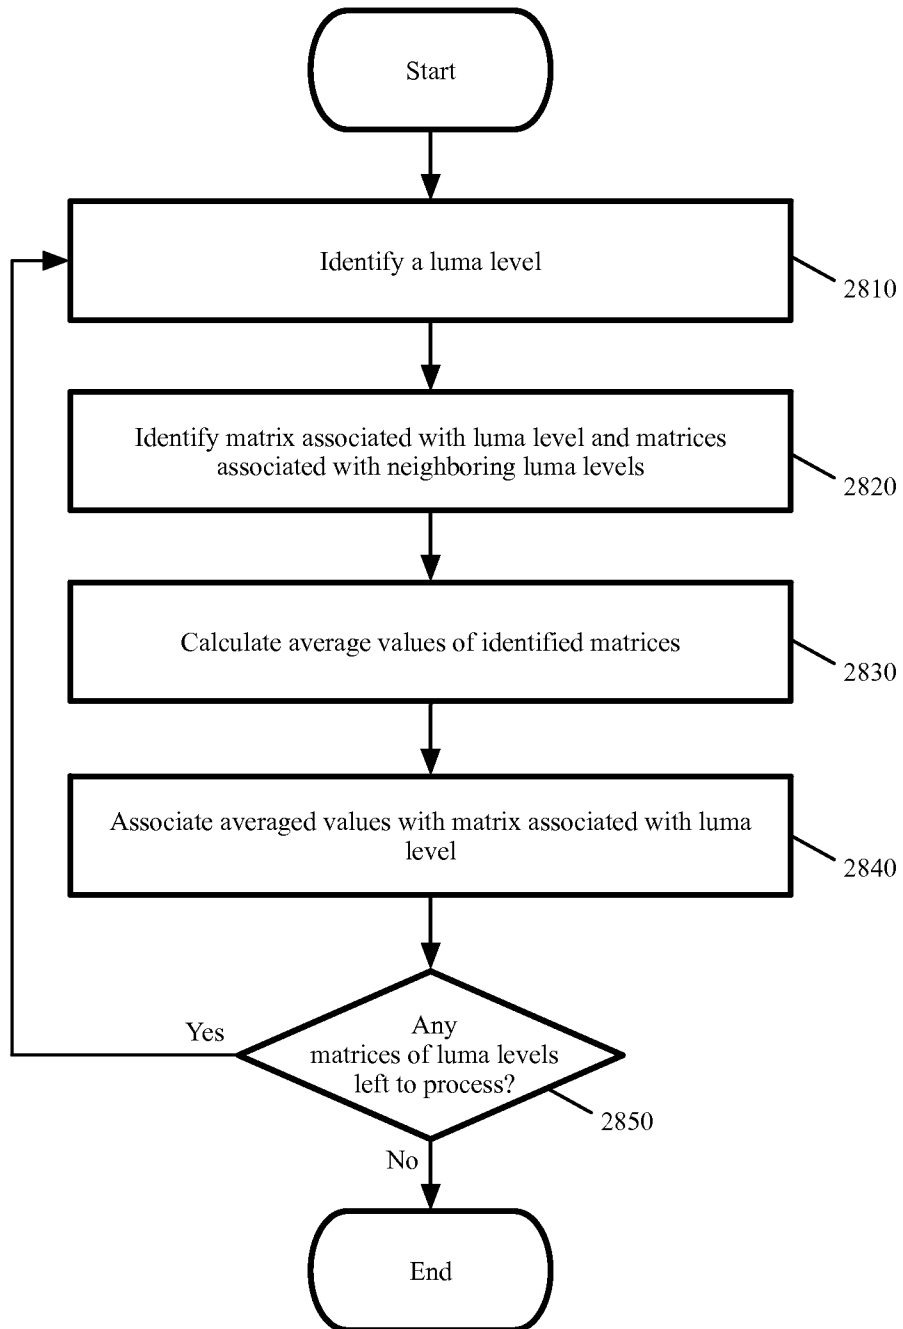 Start
Identify a luma level
2810
Identify matrix associated with luma level and matrices
associated with neighboring luma levels
2820
Calculate average values of identified matrices
2830
Associate averaged values with matrix associated with luma
level
2840
Yes
Any
matrices of luma levels
left to process?
2850
No
End